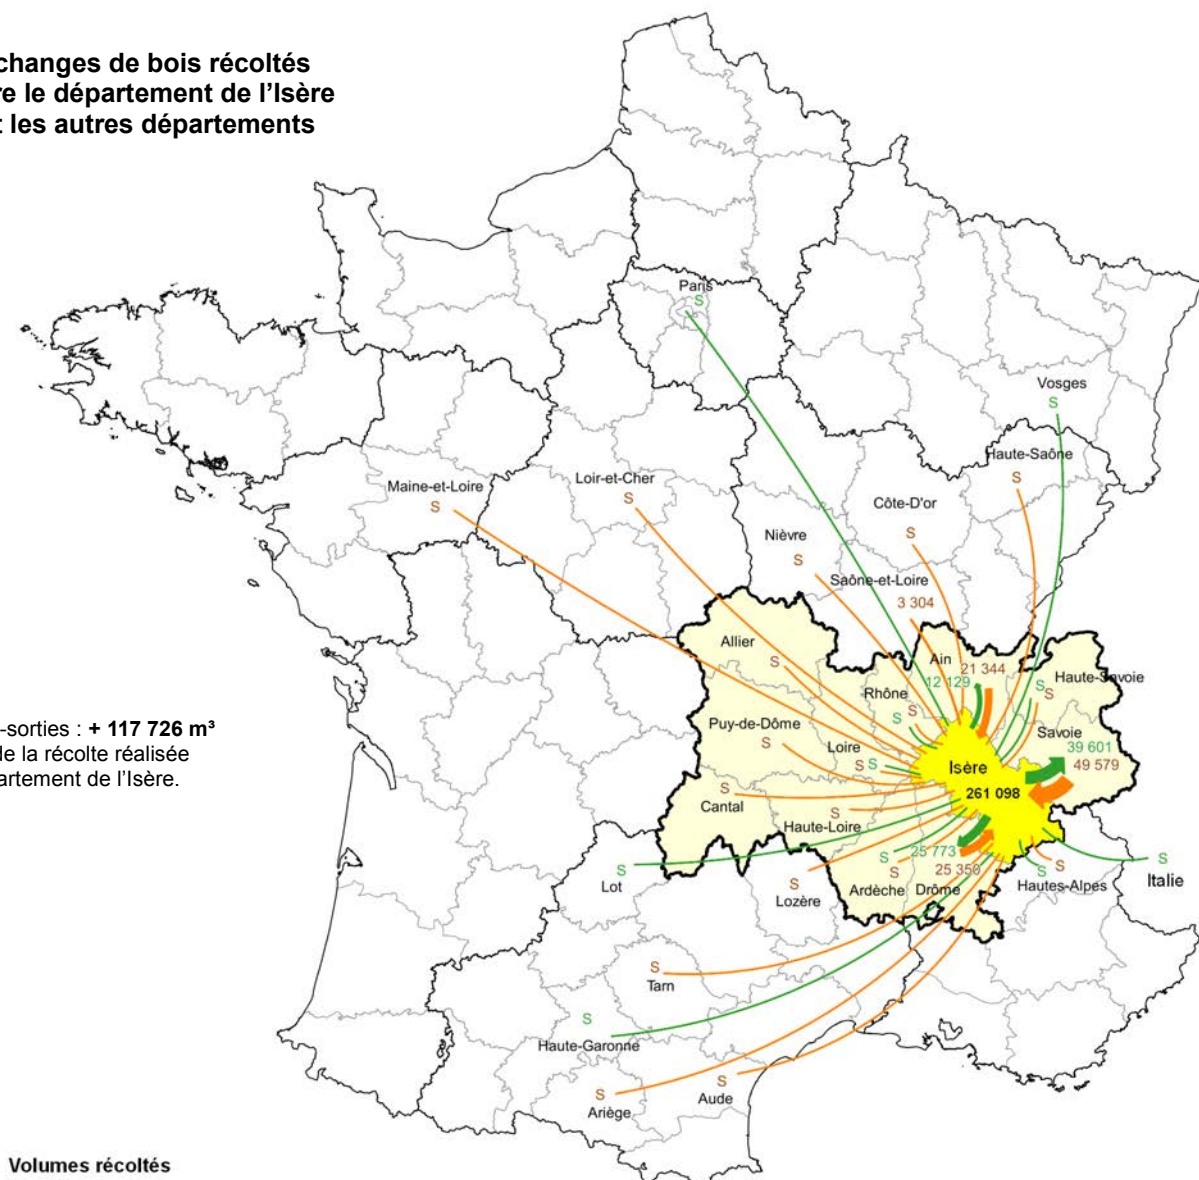 changes de bois récoltés
re le département de l'Isère
t les autres départements
Paris
S
Vosges
S
Haute-Saône
S
Maine-et-Loire
S
Loir-et-Cher
S
Côte-D'or
S
Nièvre
S
Saône-et-Loire
3 304
Allier
S
Ain
21 344
12 129
Rhône
S
S
S
S
Haute-Savoie
-sorties : + 117 726 m³
de la récolte réalisée
artement de l'Isère.
Puy-de-Dôme
S
Loire
S S
Savoie
39 601
49 579
Isère
261 098
S
Cantal
S
Haute-Loire
25 773
25 350
S
S
Ardèche
Drôme
S
Lot
S
Lozère
S
S
Hautes-Alpes
S
Italie
S
Tarn
S
Haute-Garonne
S
Ariège
S
Aude
Volumes récoltés